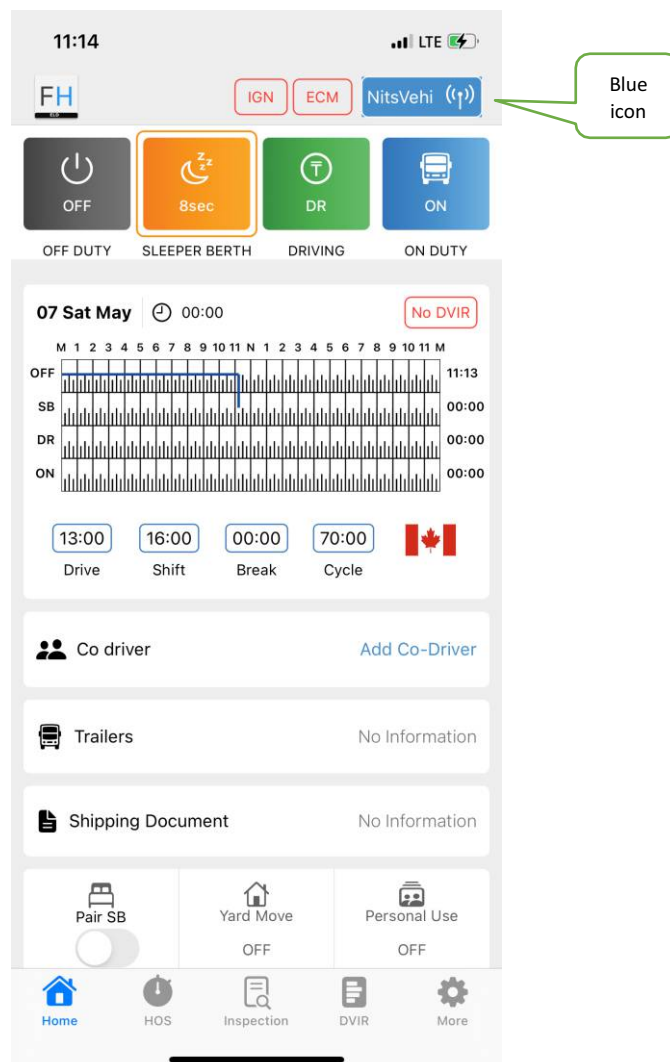 11:14
LTE
FH
ELD
IGN
ECM
NitsVehi
Blue
icon
OFF
8sec
DR
ON
OFF DUTY
SLEEPER BERTH
DRIVING
ON DUTY
07 Sat May
00:00
No DVIR
M 1 2 3 4 5 6 7 8 9 10 11 N 1 2 3 4 5 6 7 8 9 10 11 M
OFF 11:13
SB 00:00
DR 00:00
ON 00:00
13:00 16:00 00:00 70:00
Drive Shift Break Cycle
Co driver Add Co-Driver
Trailers No Information
Shipping Document No Information
Pair SB Yard Move Personal Use
OFF OFF
Home HOS Inspection DVIR More